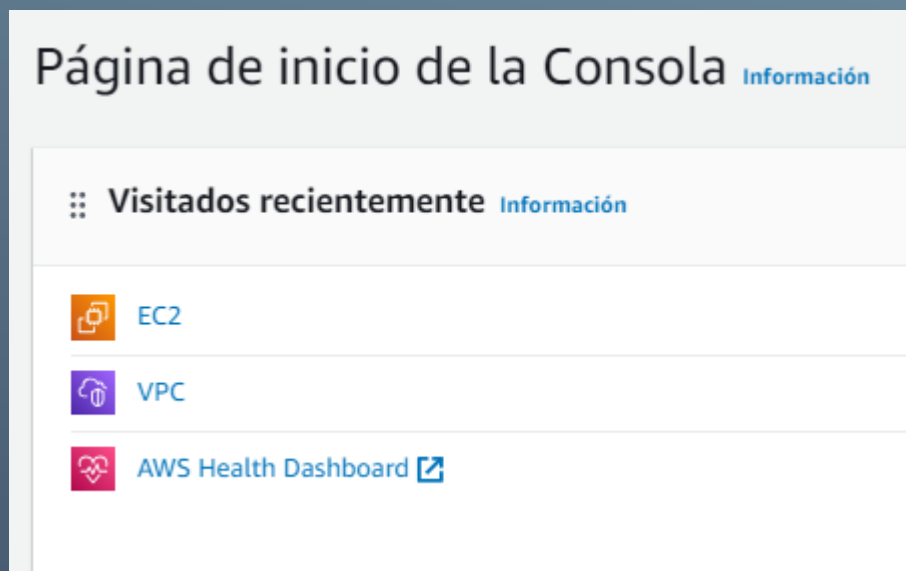 Página de inicio de la Consola Información
Visitados recientemente Información
EC2
VPC
AWS Health Dashboard